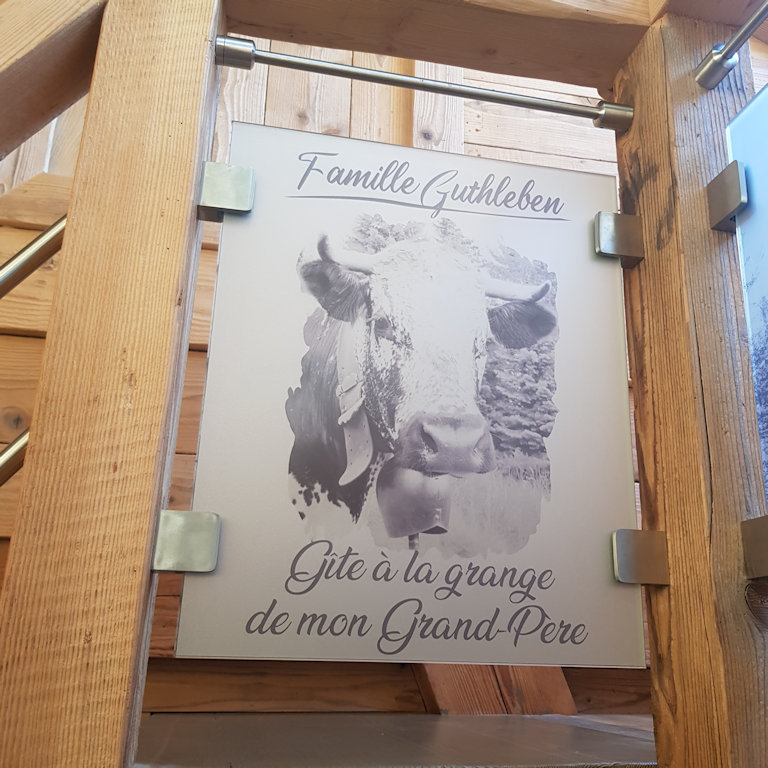 Famille Guthleben
Gîte à la grange
de mon Grand-Père